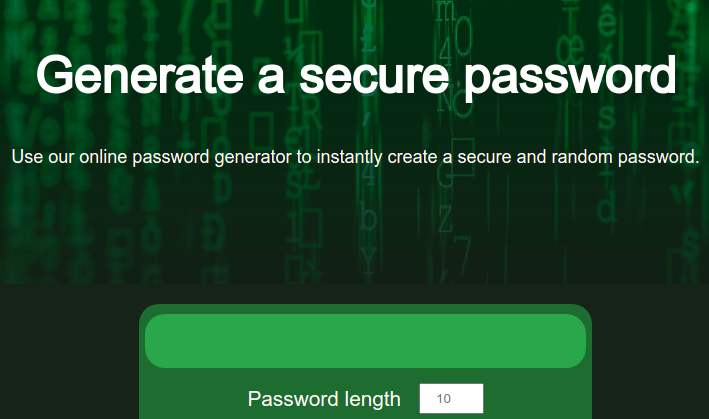 Generate a secure password
Use our online password generator to instantly create a secure and random password.
Password length 10